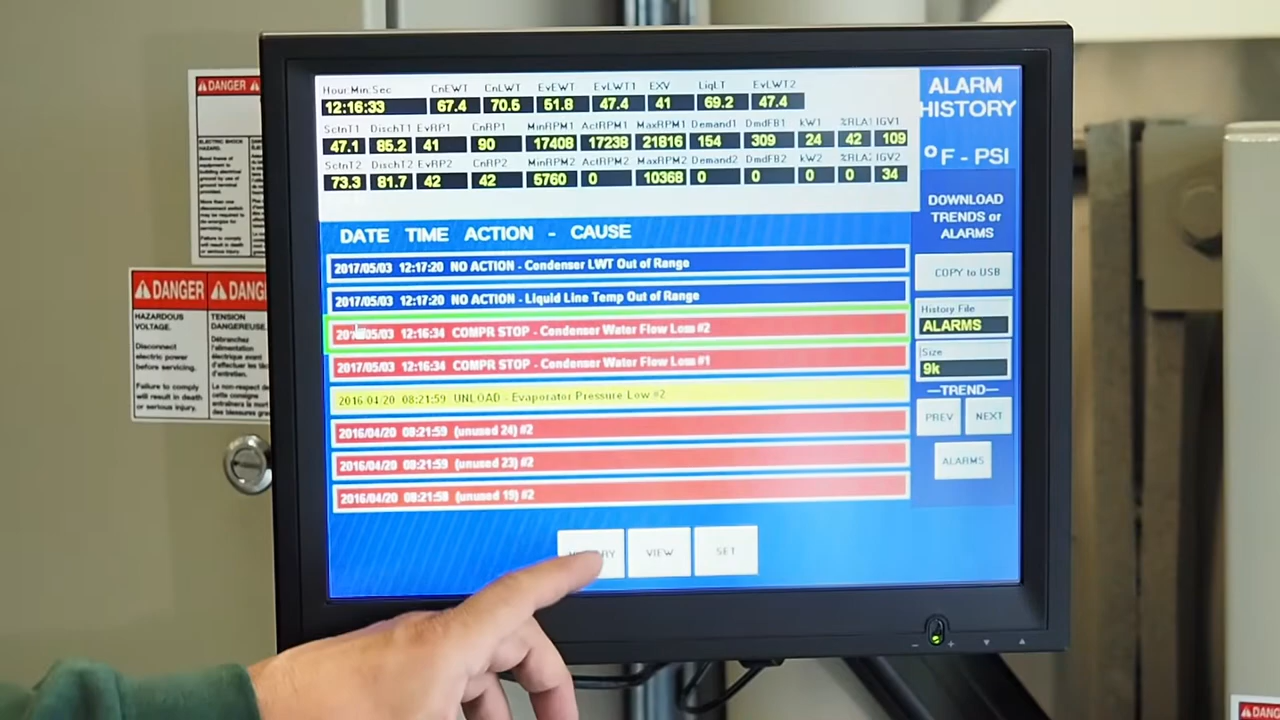 DANGER
ELECTRIC SHOCK
HAZARD.
DANGER
DANG
HAZARDOUS
VOLTAGE.
Disconnect
electric power
before servicing.
Failure to comply
will result in death
or serious injury.
TENSION
DANGEREUSE.
Hour:Min:Sec CnEWT CnLWT EvEWT EvLWT1 EXV LiqLT EvLWT2
12:16:33 67.4 70.5 51.8 47.4 41 69.2 47.4
SctnT1 DischT1 EvRP1 CnRP1 MinRPM1 ActRPM1 MaxRPM1 Demand1 DmdFB1 kW1 %RLA1 IGV1
47.1 85.2 41 90 17408 17238 21816 154 309 24 42 109
SctnT2 DischT2 EvRP2 CnRP2 MinRPM2 ActRPM2 MaxRPM2 Demand2 DmdFB2 kW2 %RLA2 IGV2
73.3 81.7 42 42 5760 0 10368 0 0 0 0 34
ALARM
HISTORY
°F - PSI
DATE TIME ACTION - CAUSE
2017/05/03 12:17:20 NO ACTION - Condenser LWT Out of Range
2017/05/03 12:17:20 NO ACTION - Liquid Line Temp Out of Range
2017/05/03 12:16:34 COMPR STOP - Condenser Water Flow Loss #2
2017/05/03 12:16:34 COMPR STOP - Condenser Water Flow Loss #1
2016/04/20 08:21:59 UNLOAD - Evaporator Pressure Low #2
2016/04/20 08:21:59 (unused 24) #2
2016/04/20 08:21:59 (unused 23) #2
2016/04/20 08:21:58 (unused 19) #2
DOWNLOAD
TRENDS or
ALARMS
COPY to USB
History File
ALARMS
Size
9k
—TREND—
PREV NEXT
ALARMS
VIEW SET
DANG